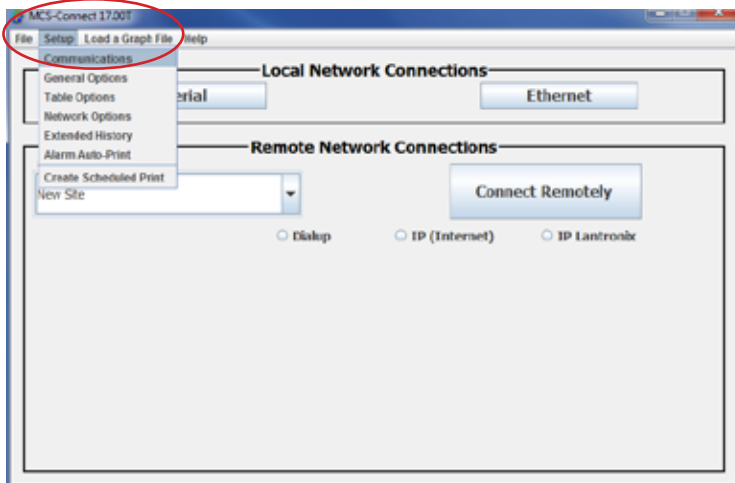 MCS-Connect 17.00T
File Setup Load a Graph File Help
Communications
General Options
Table Options
Network Options
Extended History
Alarm Auto-Print
Create Scheduled Print
Local Network Connections
erial Ethernet
Remote Network Connections
New Site Connect Remotely
Dialup IP (Internet) IP Lantronix